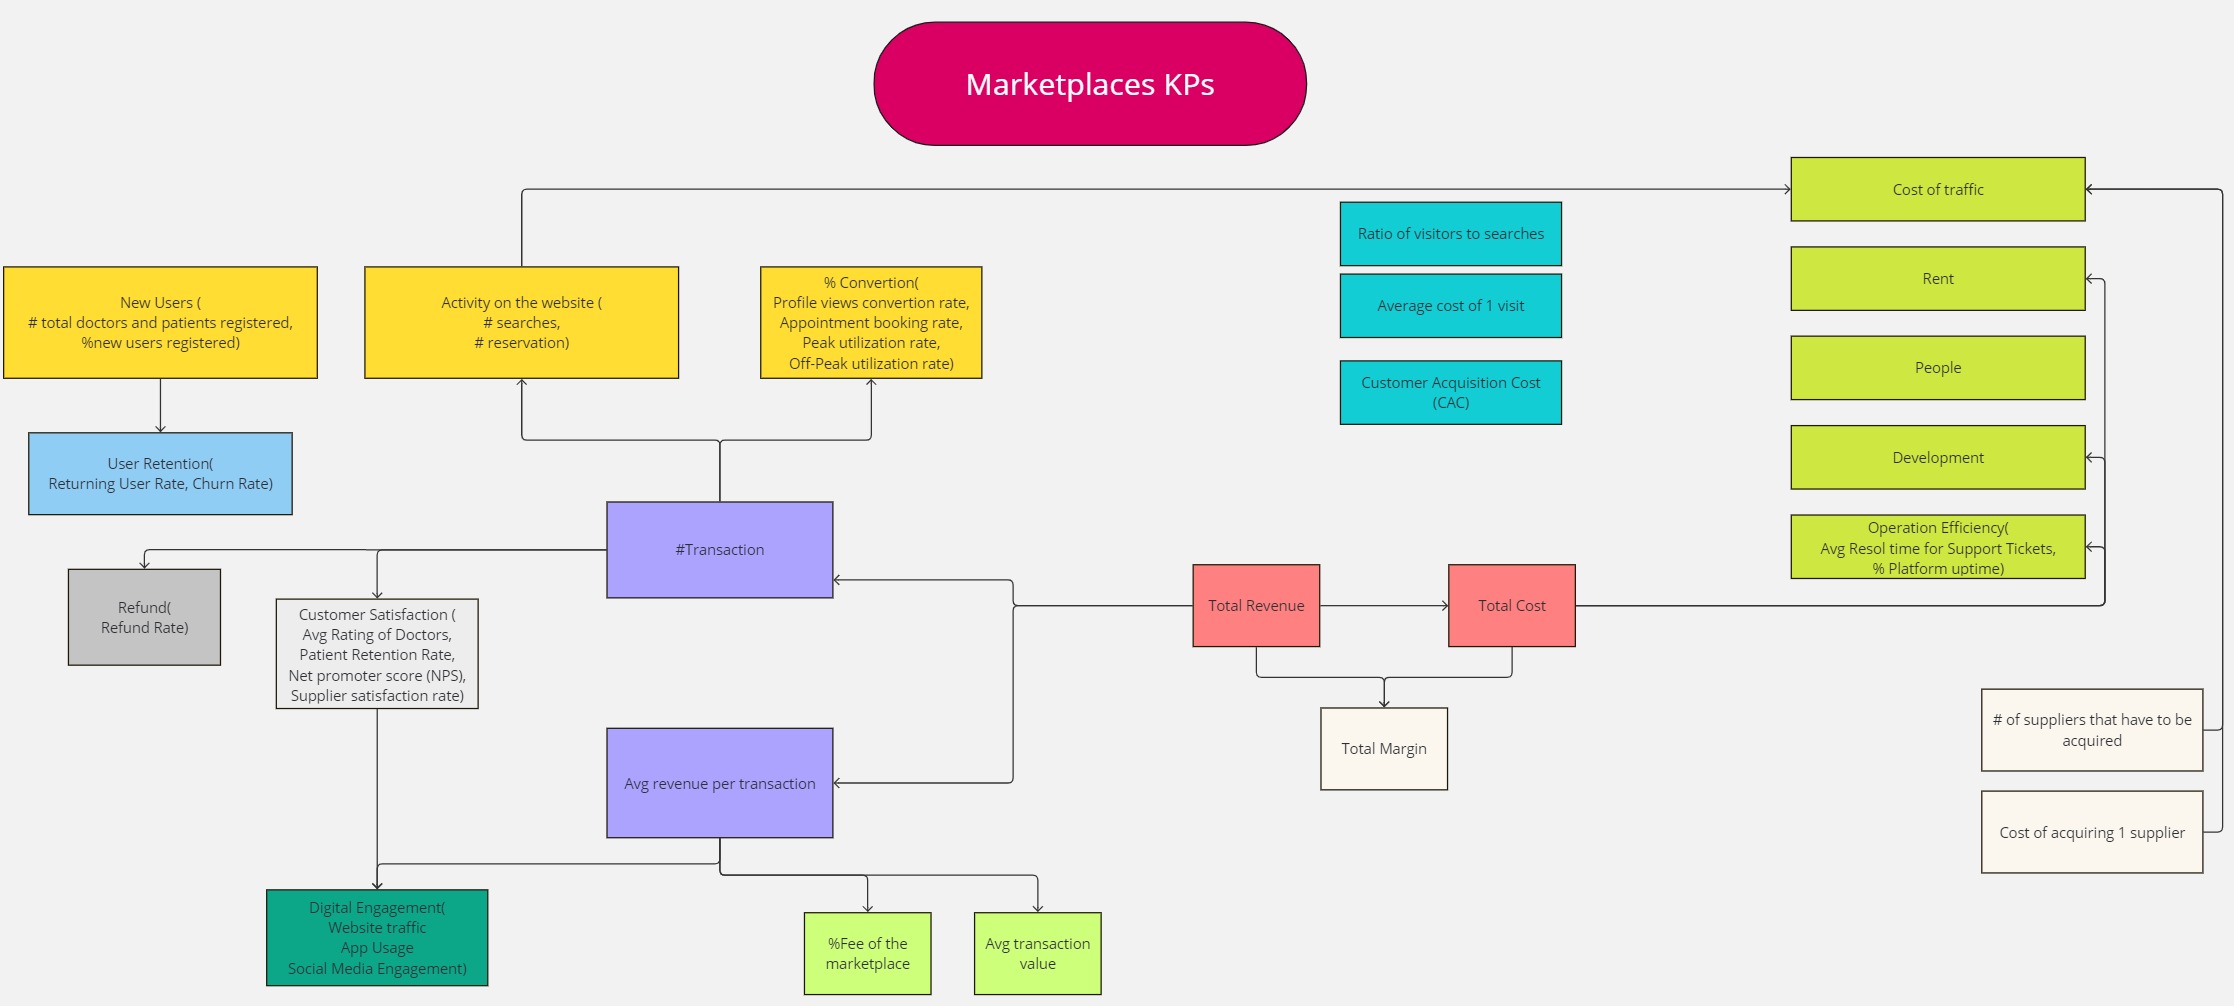 Marketplaces KPs
Cost of traffic
Ratio of visitors to searches
Rent
New Users (
# total doctors and patients registered,
%new users registered)
Activity on the website (
# searches,
# reservation)
% Convertion(
Profile views convertion rate,
Appointment booking rate,
Peak utilization rate,
Off-Peak utilization rate)
Average cost of 1 visit
People
Customer Acquisition Cost
(CAC)
User Retention(
Returning User Rate, Churn Rate)
Development
#Transaction
Operation Efficiency(
Avg Resol time for Support Tickets,
% Platform uptime)
Refund(
Refund Rate)
Customer Satisfaction (
Avg Rating of Doctors,
Patient Retention Rate,
Net promoter score (NPS),
Supplier satisfaction rate)
Total Revenue
Total Cost
Total Margin
# of suppliers that have to be
acquired
Avg revenue per transaction
Cost of acquiring 1 supplier
Digital Engagement(
Website traffic
App Usage
Social Media Engagement)
%Fee of the
marketplace
Avg transaction
value